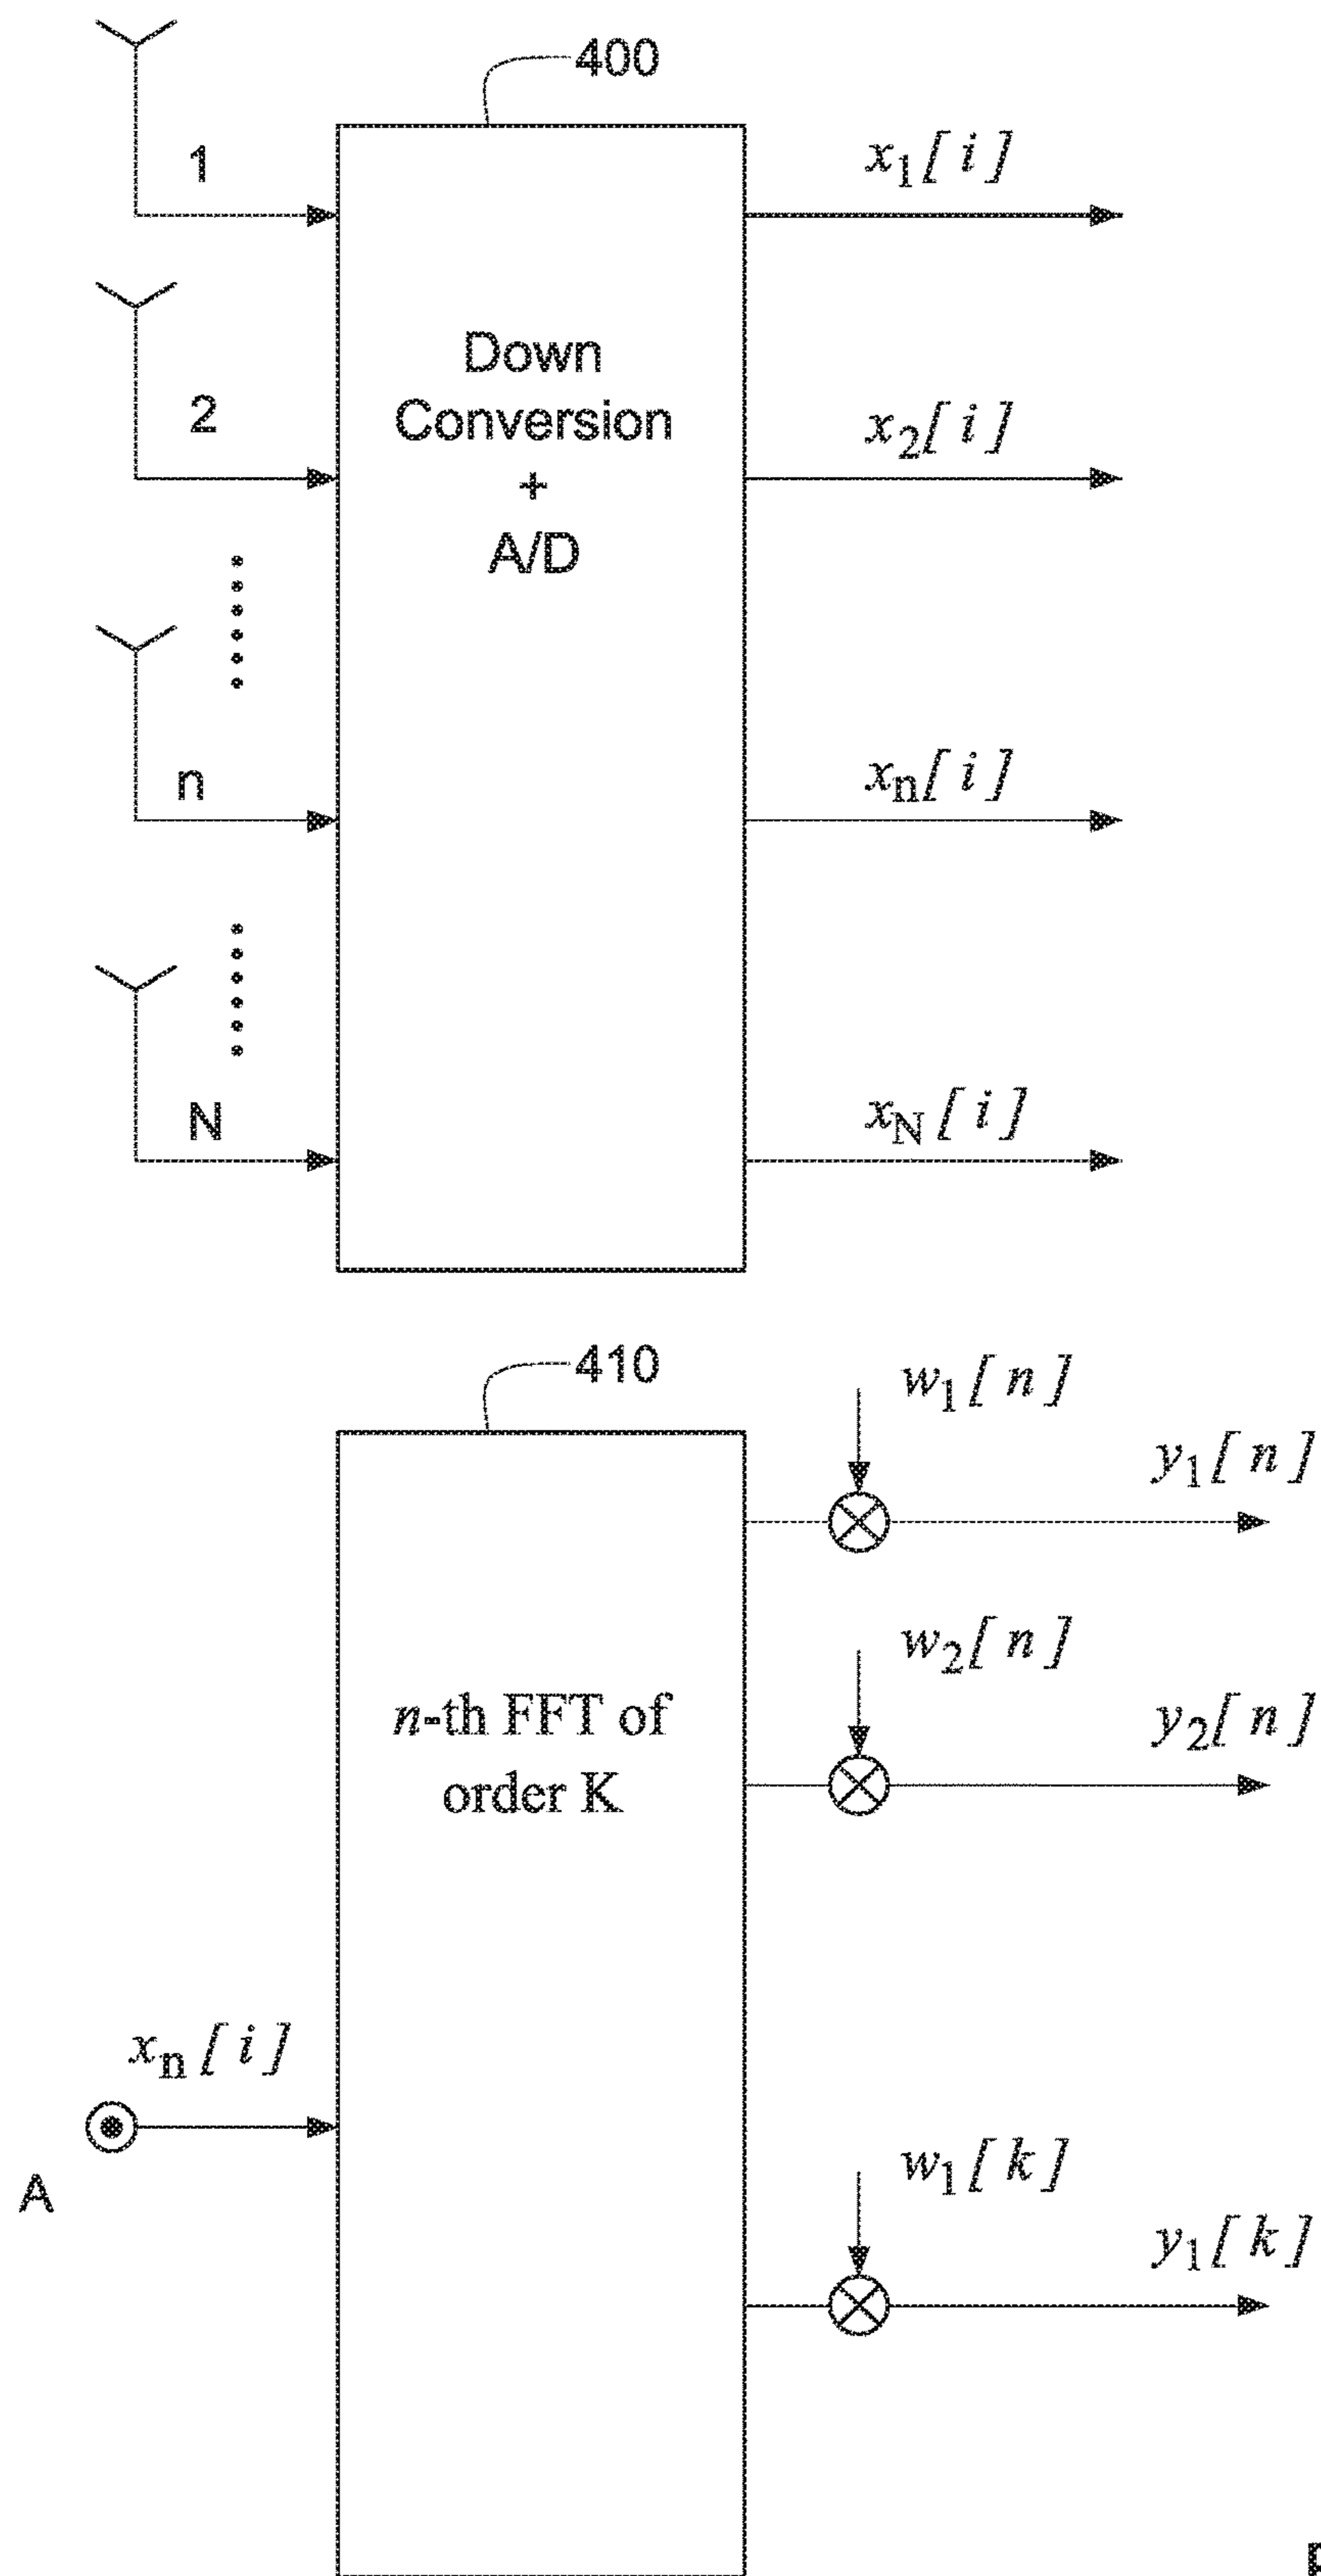 400
1
x₁[ i ]
Down
Conversion
+
A/D
2
x₂[ i ]
n
xₙ[ i ]
N
x_N [ i ]
410
w₁[ n ]
y₁[ n ]
w₂[ n ]
y₂[ n ]
n-th FFT of
order K
xₙ [ i ]
A
w₁[ k ]
y₁[ k ]